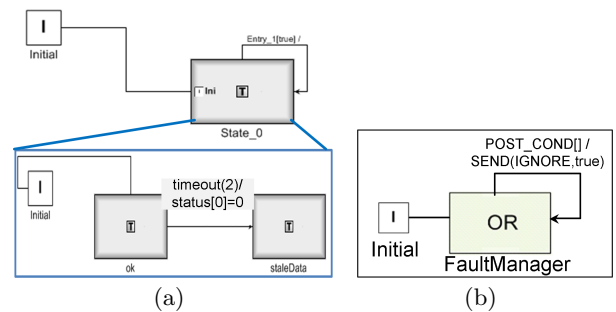 I
Initial
Entry_1[true] /
I Ini
T
State_0
I
Initial
timeout(2)/
status[0]=0
T
T
ok
staleData
(a)
POST_COND[] /
SEND(IGNORE,true)
I
OR
Initial
FaultManager
(b)